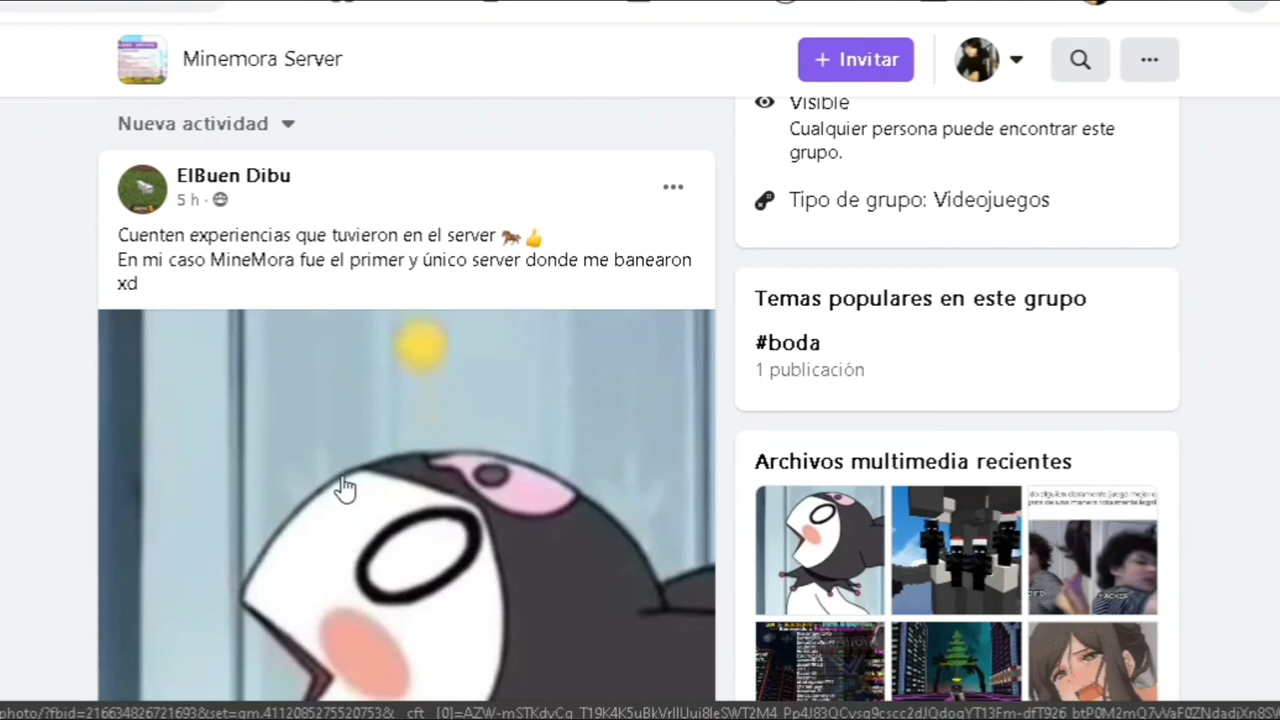 Minemora Server
+ Invitar
Nueva actividad
ElBuen Dibu
5 h ·
Cuenten experiencias que tuvieron en el server 🐎👍
En mi caso MineMora fue el primer y único server donde me banearon
xd
Visible
Cualquier persona puede encontrar este
grupo.
Tipo de grupo: Videojuegos
Temas populares en este grupo
#boda
1 publicación
Archivos multimedia recientes